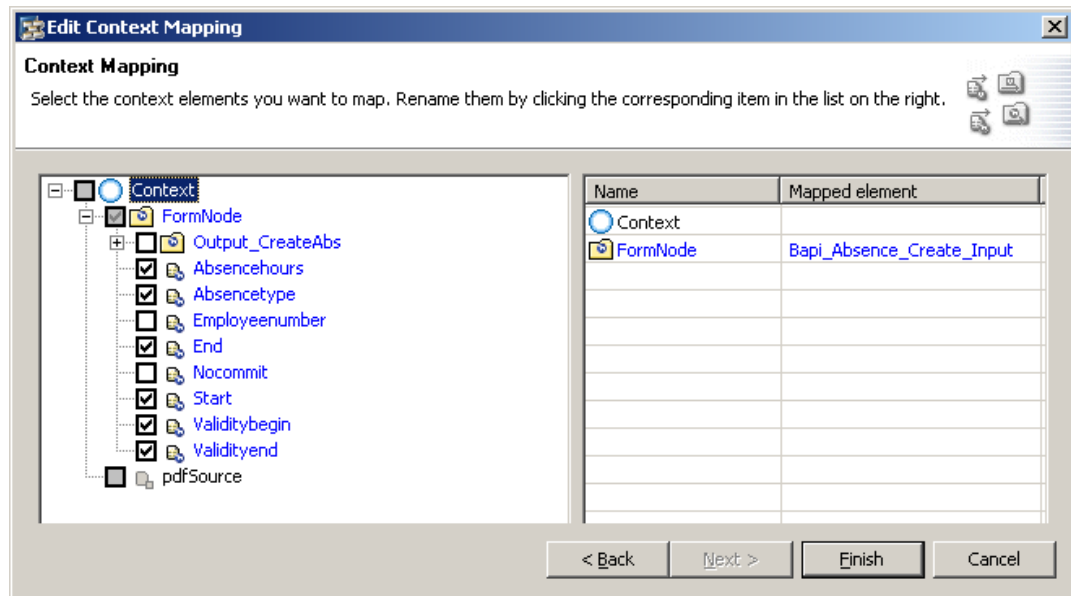 Edit Context Mapping
Context Mapping
Select the context elements you want to map. Rename them by clicking the corresponding item in the list on the right.
Context
FormNode
Output_CreateAbs
Absencehours
Absencetype
Employeenumber
End
Nocommit
Start
Validitybegin
Validityend
pdfSource
Name Mapped element
Context
FormNode Bapi_Absence_Create_Input
< Back Next > Finish Cancel